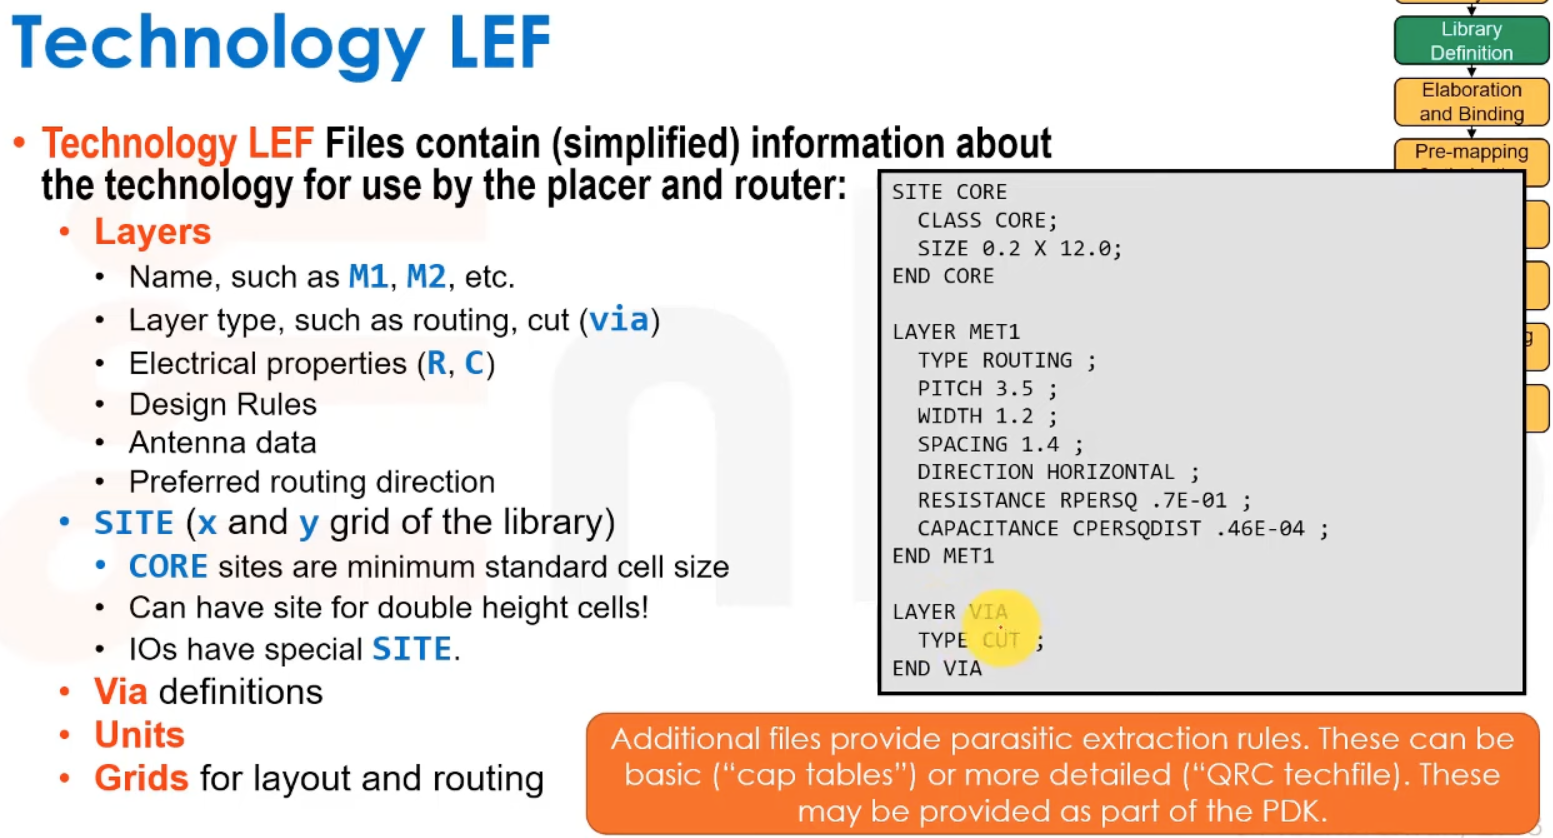 Technology LEF
• Technology LEF Files contain (simplified) information about
the technology for use by the placer and router:
• Layers
• Name, such as M1, M2, etc.
• Layer type, such as routing, cut (via)
• Electrical properties (R, C)
• Design Rules
• Antenna data
• Preferred routing direction
• SITE (x and y grid of the library)
• CORE sites are minimum standard cell size
• Can have site for double height cells!
• IOs have special SITE.
• Via definitions
• Units
• Grids for layout and routing
SITE CORE
CLASS CORE;
SIZE 0.2 X 12.0;
END CORE
LAYER MET1
TYPE ROUTING ;
PITCH 3.5 ;
WIDTH 1.2 ;
SPACING 1.4 ;
DIRECTION HORIZONTAL ;
RESISTANCE RPERSQ .7E-01 ;
CAPACITANCE CPERSQDIST .46E-04 ;
END MET1
LAYER VIA
TYPE CUT ;
END VIA
Additional files provide parasitic extraction rules. These can be
basic (“cap tables”) or more detailed (“QRC techfile). These
may be provided as part of the PDK.
Library
Definition
Elaboration
and Binding
Pre-mapping